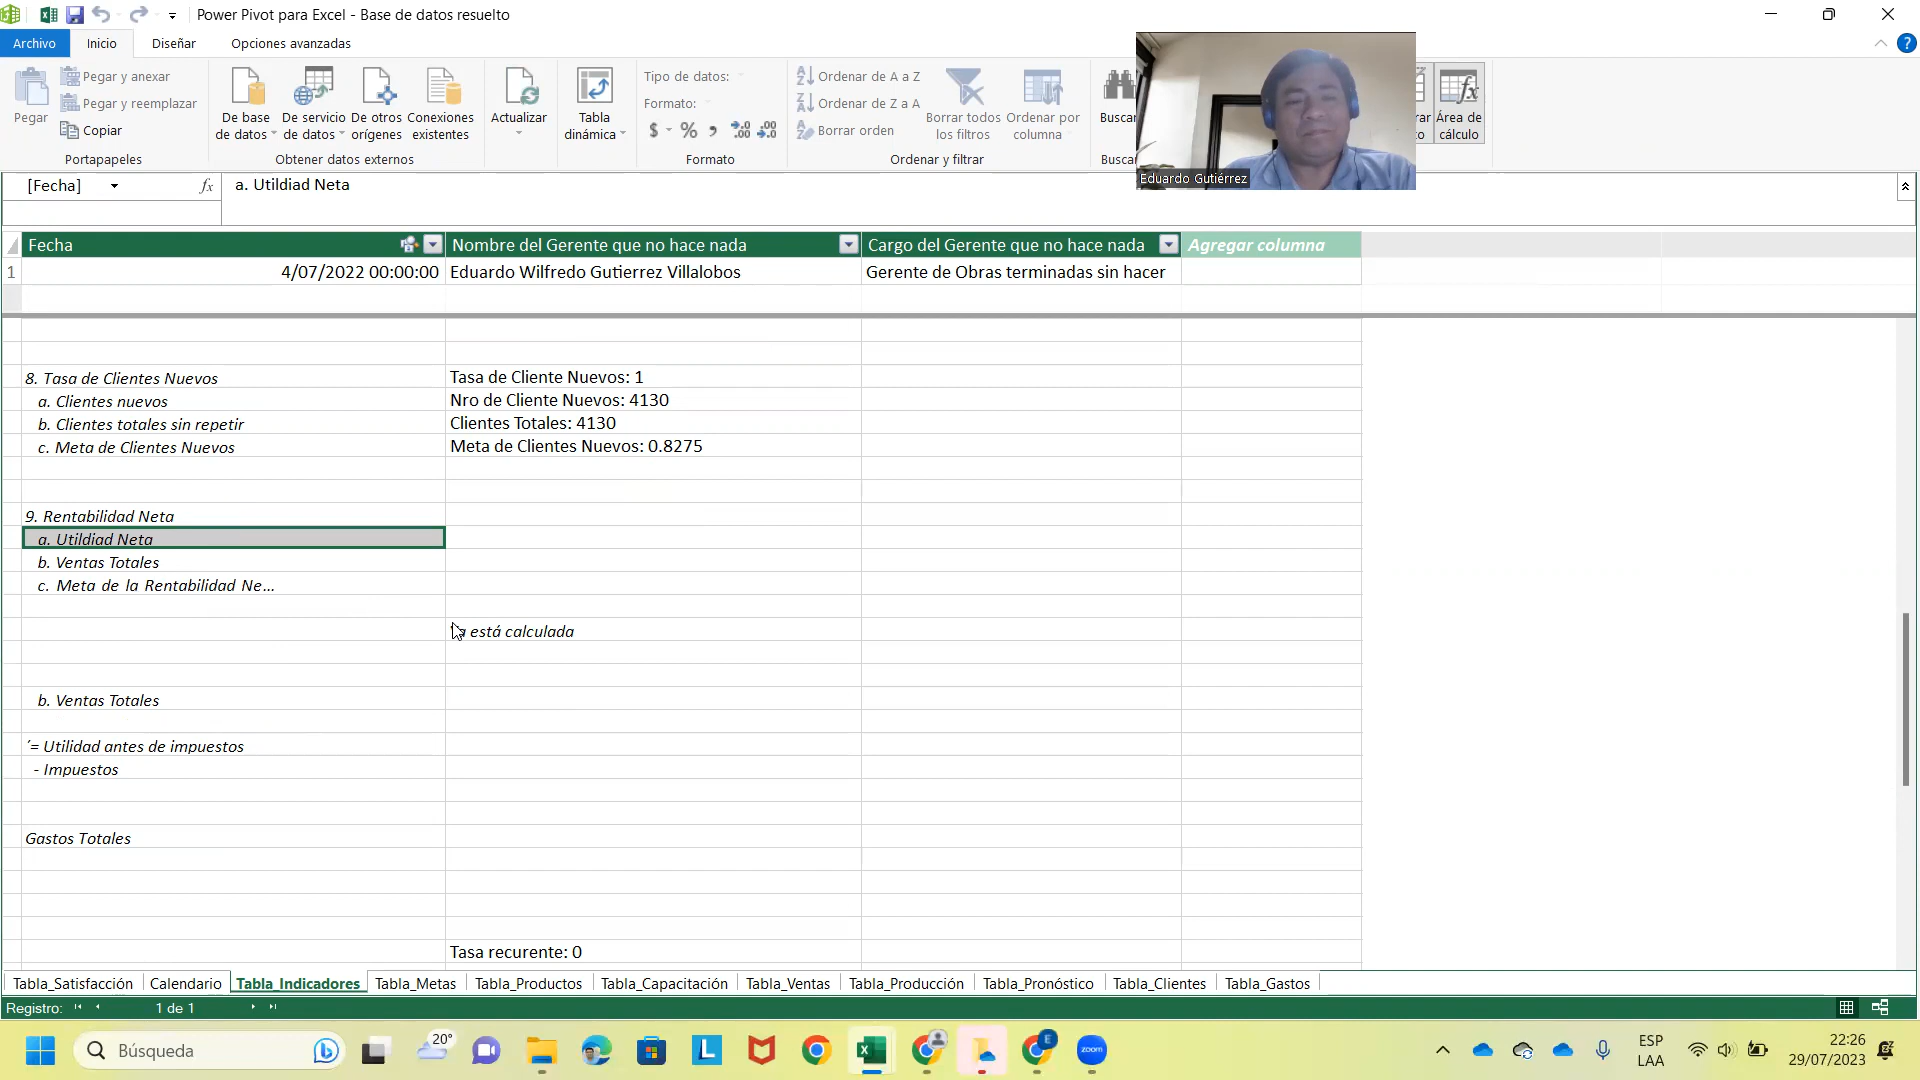 Power Pivot para Excel - Base de datos resuelto
Archivo Inicio Diseñar Opciones avanzadas
Pegar
Pegar y anexar
Pegar y reemplazar
Copiar
Portapapeles
De base de datos
De servicio de datos
De otros orígenes
Conexiones existentes
Obtener datos externos
Actualizar
Tabla dinámica
Tipo de datos:
Formato:
$ % , .00 .00
Formato
Ordenar de A a Z
Ordenar de Z a A
Borrar orden
Borrar todos los filtros
Ordenar por columna
Ordenar y filtrar
Buscar
Área de cálculo
Eduardo Gutiérrez
[Fecha] fx a. Utildiad Neta
Fecha Nombre del Gerente que no hace nada Cargo del Gerente que no hace nada Agregar columna
1 4/07/2022 00:00:00 Eduardo Wilfredo Gutierrez Villalobos Gerente de Obras terminadas sin hacer
8. Tasa de Clientes Nuevos Tasa de Cliente Nuevos: 1
a. Clientes nuevos Nro de Cliente Nuevos: 4130
b. Clientes totales sin repetir Clientes Totales: 4130
c. Meta de Clientes Nuevos Meta de Clientes Nuevos: 0.8275
9. Rentabilidad Neta
a. Utildiad Neta
b. Ventas Totales
c. Meta de la Rentabilidad Ne...
está calculada
b. Ventas Totales
´= Utilidad antes de impuestos
- Impuestos
Gastos Totales
Tasa recurente: 0
Tabla_Satisfacción Calendario Tabla_Indicadores Tabla_Metas Tabla_Productos Tabla_Capacitación Tabla_Ventas Tabla_Producción Tabla_Pronóstico Tabla_Clientes Tabla_Gastos
Registro: 1 de 1
Búsqueda 20° L E zoom ESP LAA 22:26 29/07/2023